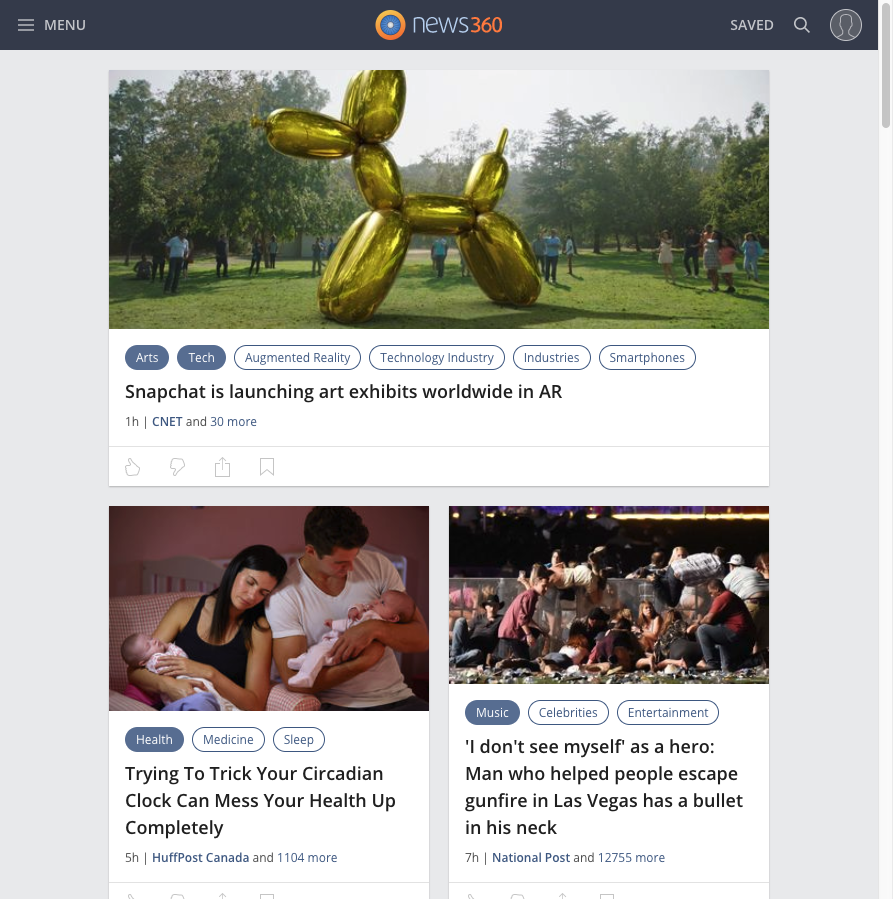 MENU
news360
SAVED
Arts
Tech
Augmented Reality
Technology Industry
Industries
Smartphones
Snapchat is launching art exhibits worldwide in AR
1h | CNET and 30 more
Health
Medicine
Sleep
Trying To Trick Your Circadian
Clock Can Mess Your Health Up
Completely
5h | HuffPost Canada and 1104 more
Music
Celebrities
Entertainment
'I don't see myself' as a hero:
Man who helped people escape
gunfire in Las Vegas has a bullet
in his neck
7h | National Post and 12755 more